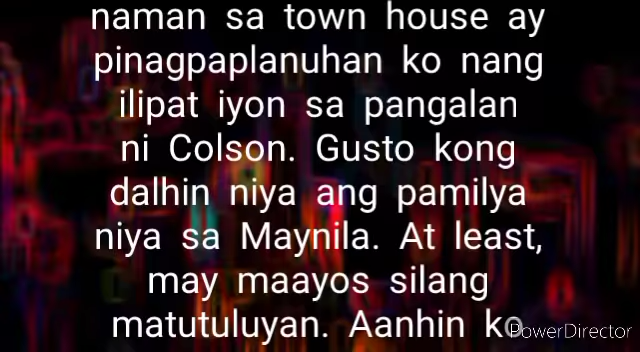 naman sa town house ay
pinagpaplanuhan ko nang
ilipat iyon sa pangalan
ni Colson. Gusto kong
dalhin niya ang pamilya
niya sa Maynila. At least,
may maayos silang
matutuluyan. Aanhin ko
PowerDirector